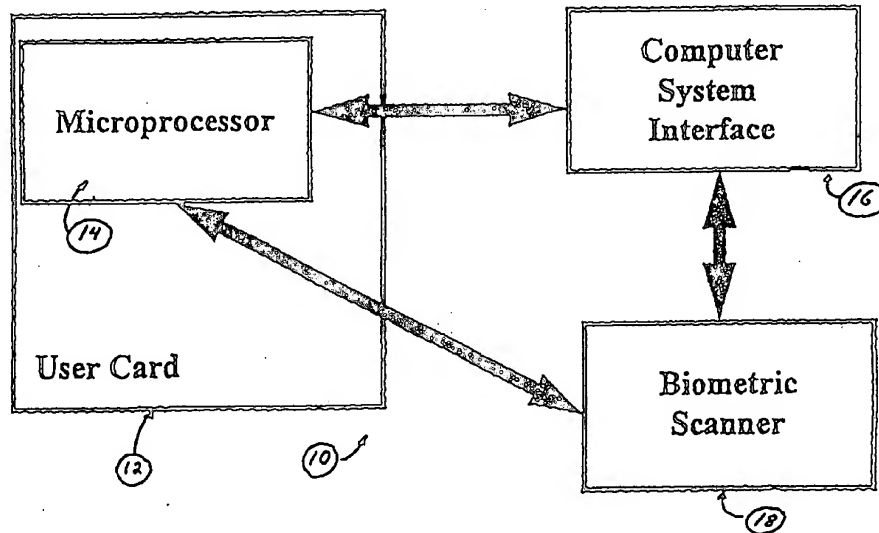 Microprocessor
14
User Card
12
10
Computer
System
Interface
16
Biometric
Scanner
18